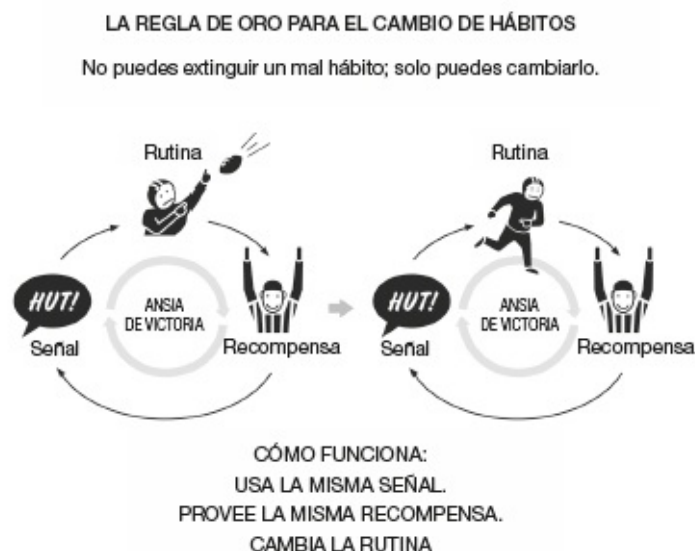 LA REGLA DE ORO PARA EL CAMBIO DE HÁBITOS
No puedes extinguir un mal hábito; solo puedes cambiarlo.
Rutina
HUT!
Señal
ANSIA
DE VICTORIA
Recompensa
Rutina
HUT!
Señal
ANSIA
DE VICTORIA
Recompensa
CÓMO FUNCIONA:
USA LA MISMA SEÑAL.
PROVEE LA MISMA RECOMPENSA.
CAMBIA LA RUTINA